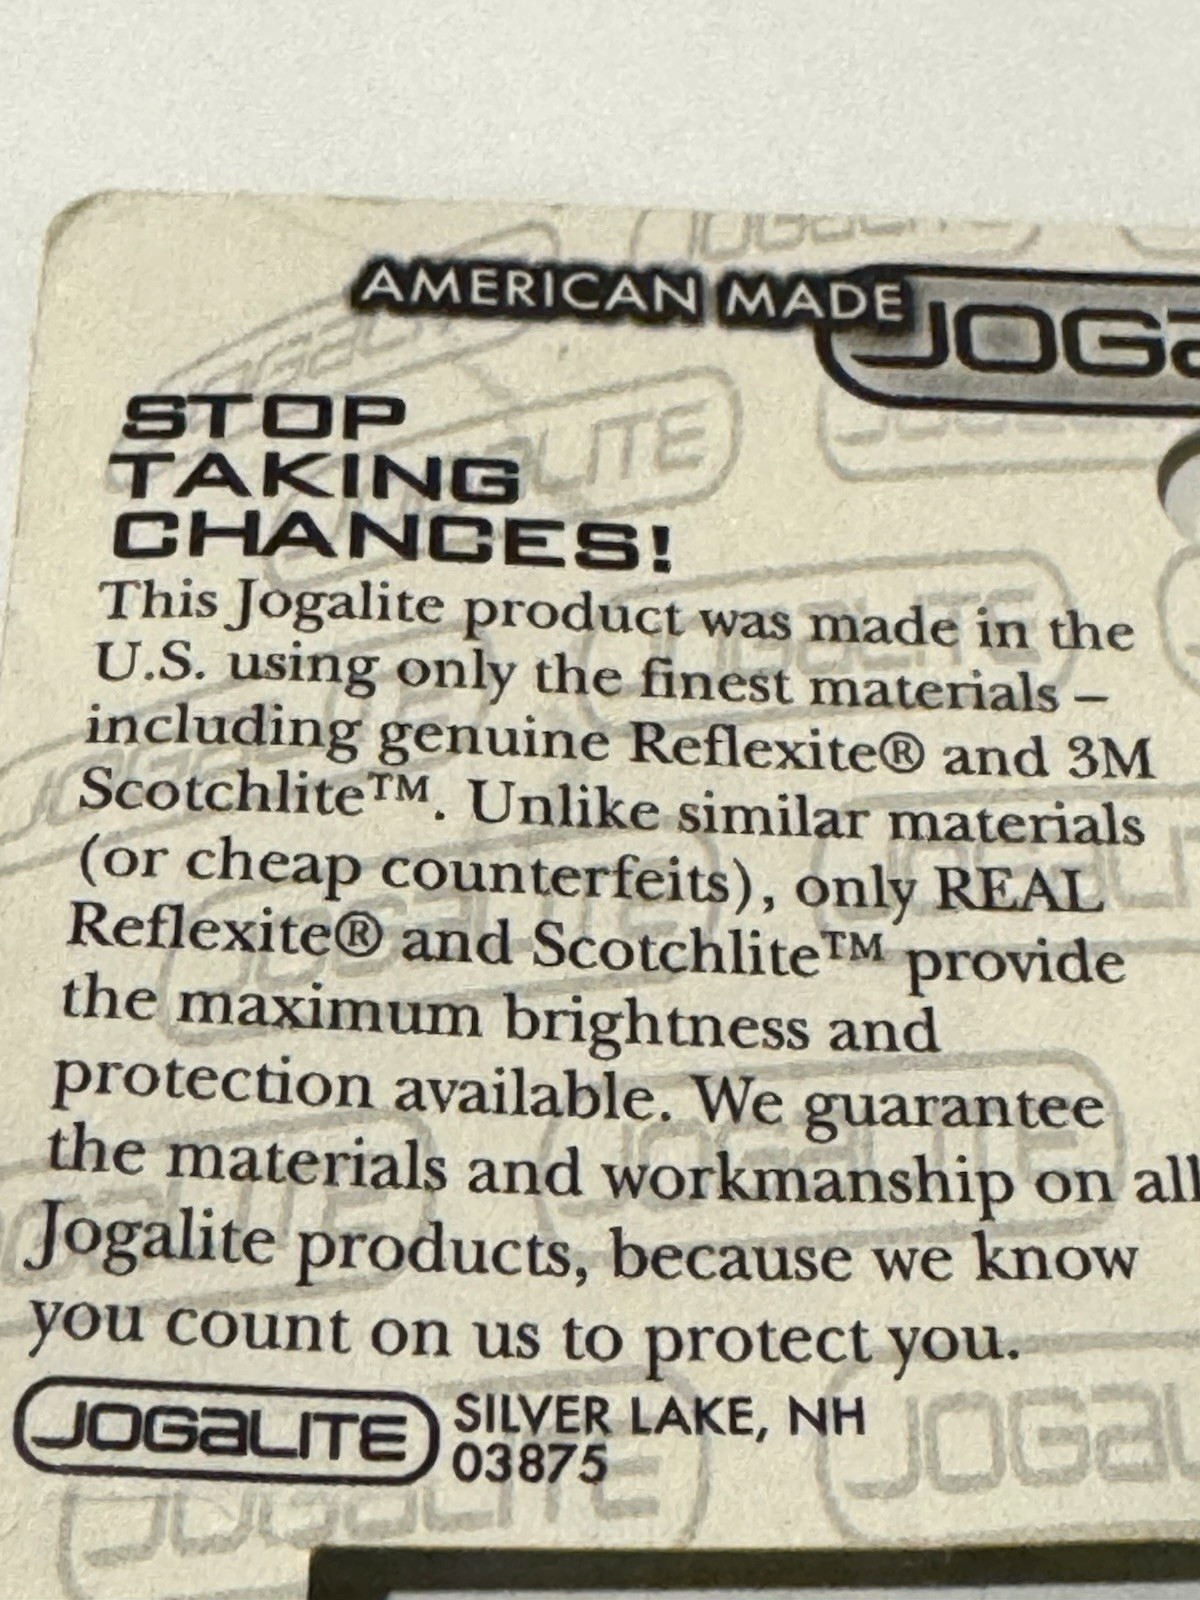 AMERICAN MADE
STOP
TAKING
CHANCES!
This Jogalite product was made in the
U.S. using only the finest materials –
including genuine Reflexite® and 3M
Scotchlite™. Unlike similar materials
(or cheap counterfeits), only REAL
Reflexite® and Scotchlite™ provide
the maximum brightness and
protection available. We guarantee
the materials and workmanship on all
Jogalite products, because we know
you count on us to protect you.
JOGALITE SILVER LAKE, NH
03875